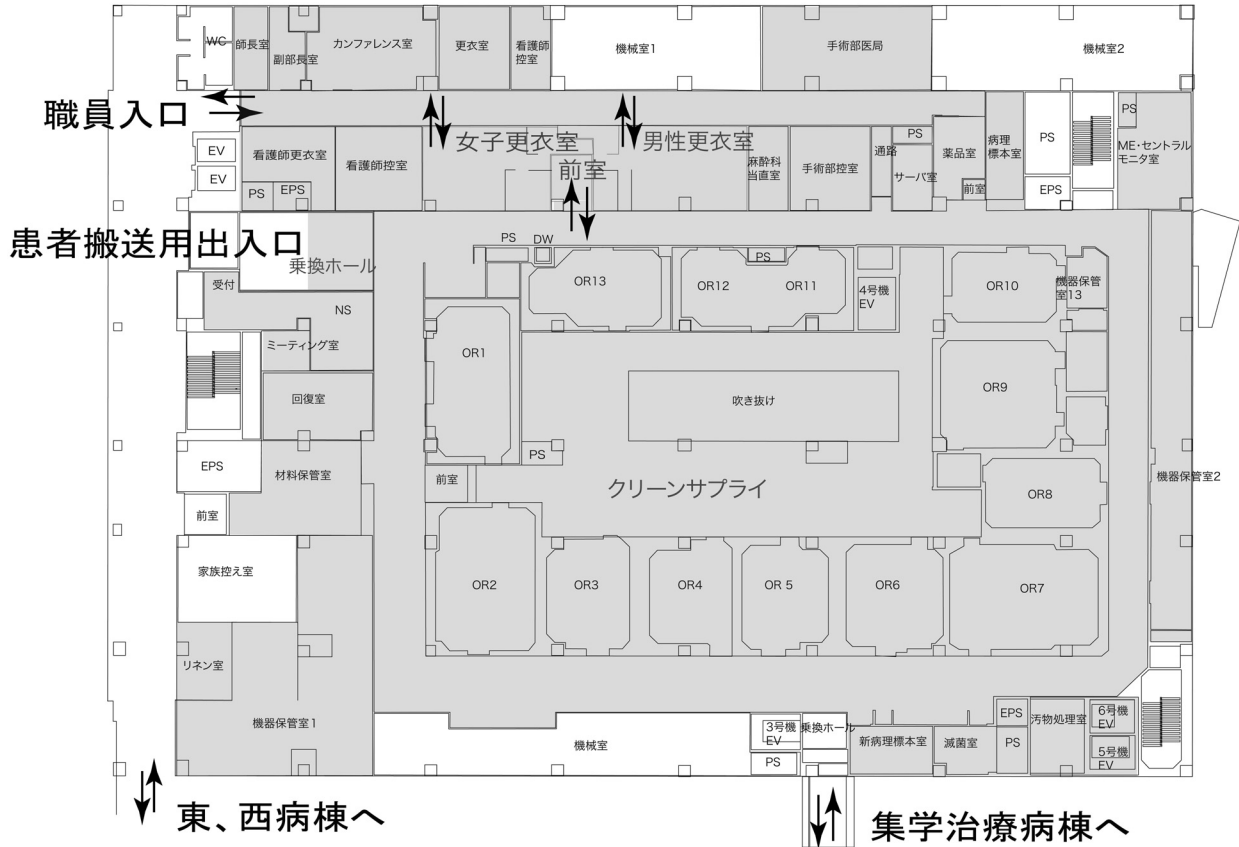 WC
師長室
副部長室
カンファレンス室
更衣室
看護師
控室
機械室1
手術部医局
機械室2
職員入口
EV
EV
看護師更衣室
PS
EPS
看護師控室
女子更衣室
前室
男性更衣室
麻酔科
当直室
手術部控室
通路
PS
サーバ室
薬品室
前室
病理
標本室
PS
EPS
PS
ME・セントラル
モニタ室
患者搬送用出入口
乗換ホール
受付
NS
ミーティング室
回復室
PS
DW
OR13
OR12
PS
OR11
4号機
EV
OR10
機器保管
室13
OR1
OR9
吹き抜け
EPS
材料保管室
前室
PS
前室
クリーンサプライ
OR8
機器保管室2
家族控え室
OR2
OR3
OR4
OR 5
OR6
OR7
リネン室
機器保管室1
機械室
3号機
EV
乗換ホール
PS
新病理標本室
滅菌室
EPS
PS
汚物処理室
6号機
EV
5号機
EV
東、西病棟へ
集学治療病棟へ